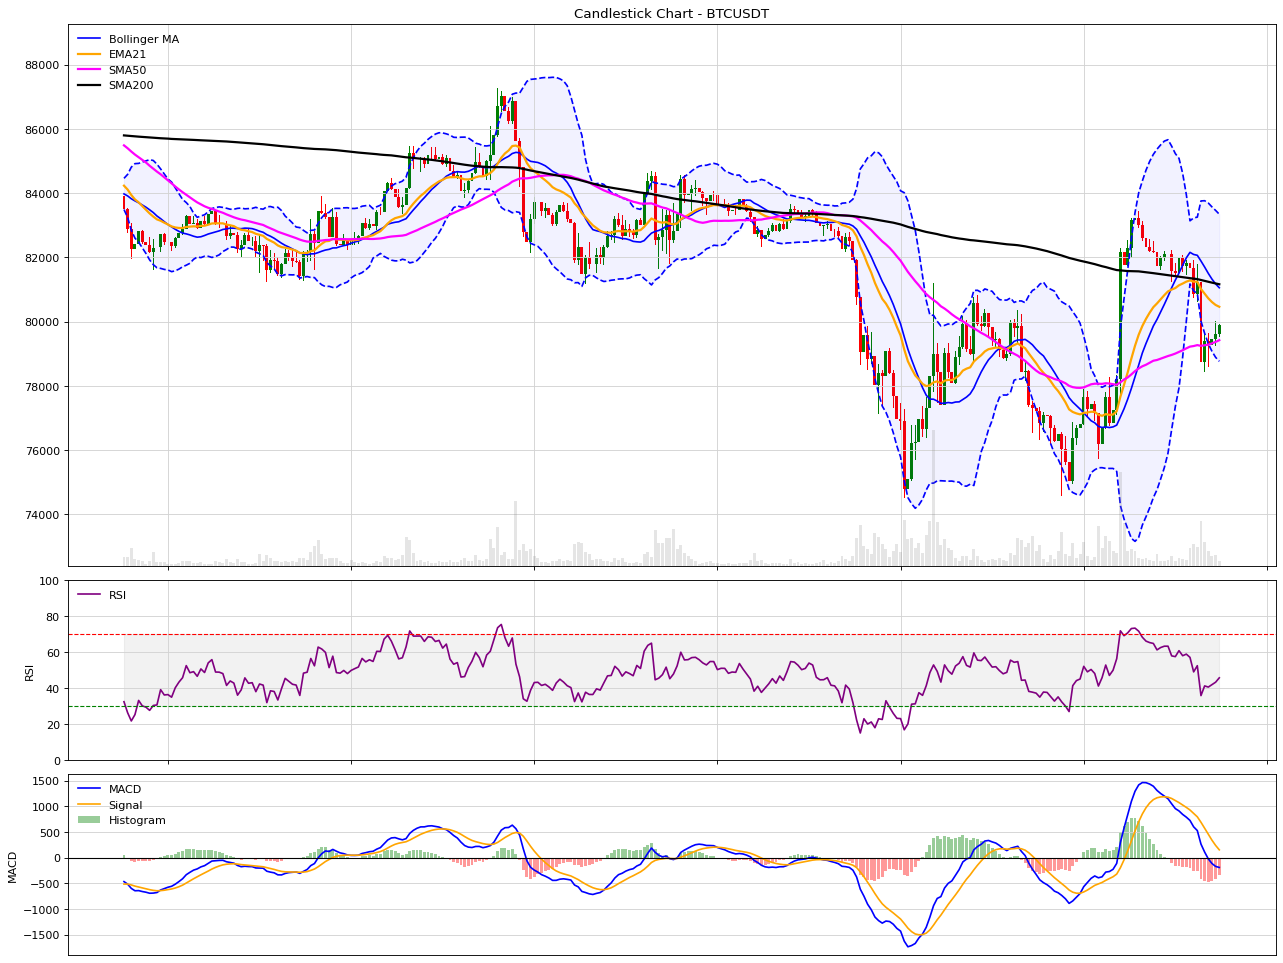 Candlestick Chart - BTCUSDT
Bollinger MA
EMA21
SMA50
SMA200
88000
86000
84000
82000
80000
78000
76000
74000
RSI
100
80
60
40
20
0
RSI
MACD
Signal
Histogram
1500
1000
500
0
−500
−1000
−1500
MACD